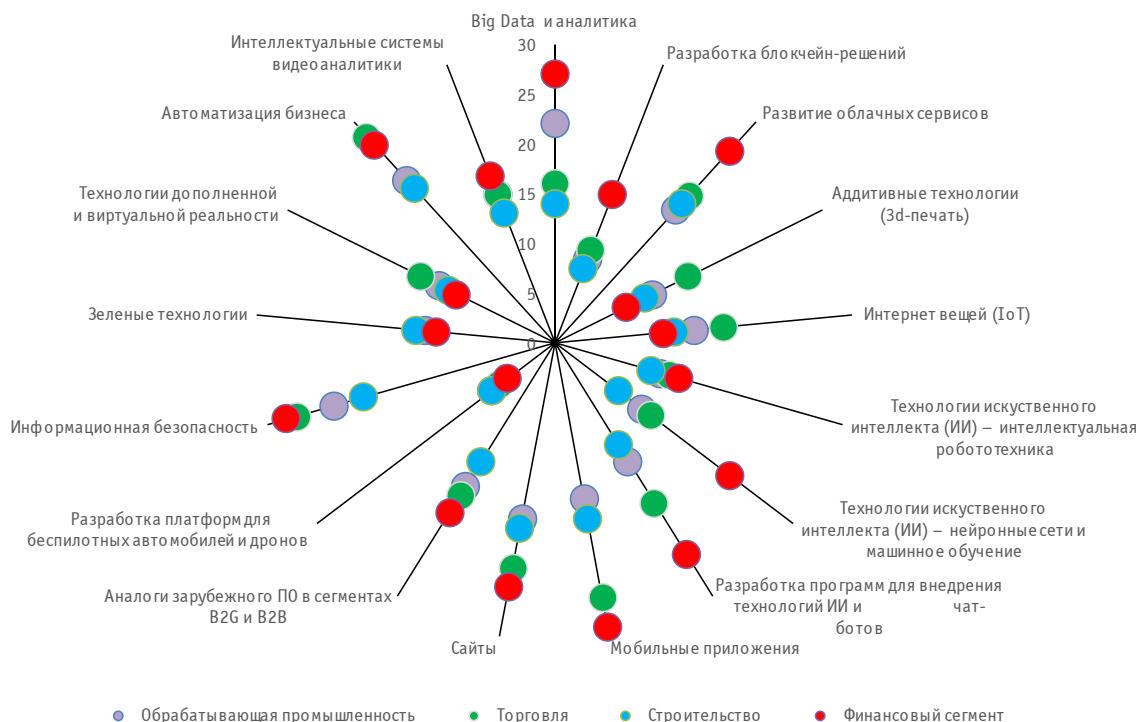 Big Data и аналитика
30
25
20
15
10
5
0
Разработка блокчейн-решений
Развитие облачных сервисов
Аддитивные технологии
(3d-печать)
Интернет вещей (IoT)
Технологии искуственного
интеллекта (ИИ) – интеллектуальная
робототехника
Технологии искуственного
интеллекта (ИИ) – нейронные сети и
машинное обучение
Разработка программ для внедрения
технологий ИИ и чат-
ботов
Мобильные приложения
Сайты
Аналоги зарубежного ПО в сегментах
B2G и B2B
Разработка платформ для
беспилотных автомобилей и дронов
Информационная безопасность
Зеленые технологии
Технологии дополненной
и виртуальной реальности
Автоматизация бизнеса
Интеллектуальные системы
видеоаналитики
Обрабатывающая промышленность
Торговля
Строительство
Финансовый сегмент